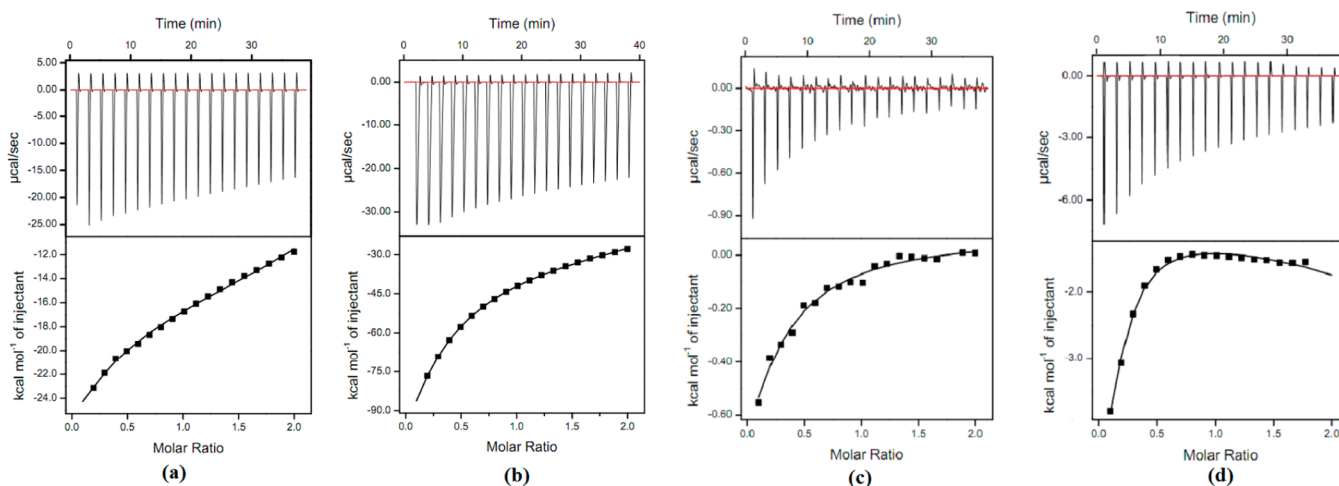 Time (min)
0 10 20 30
5.00
0.00
-5.00
-10.00
-15.00
-20.00
-25.00
µcal/sec
-12.0
-14.0
-16.0
-18.0
-20.0
-22.0
-24.0
kcal mol⁻¹ of injectant
0.0 0.5 1.0 1.5 2.0
Molar Ratio
(a)
Time (min)
0 10 20 30 40
0.00
-10.00
-20.00
-30.00
µcal/sec
-30.0
-45.0
-60.0
-75.0
-90.0
kcal mol⁻¹ of injectant
0.0 0.5 1.0 1.5 2.0
Molar Ratio
(b)
Time (min)
0 10 20 30
0.00
-0.30
-0.60
-0.90
µcal/sec
0.00
-0.20
-0.40
-0.60
kcal mol⁻¹ of injectant
0.0 0.5 1.0 1.5 2.0
Molar Ratio
(c)
Time (min)
0 10 20 30
0.00
-3.00
-6.00
µcal/sec
-2.0
-3.0
kcal mol⁻¹ of injectant
0.0 0.5 1.0 1.5 2.0
Molar Ratio
(d)